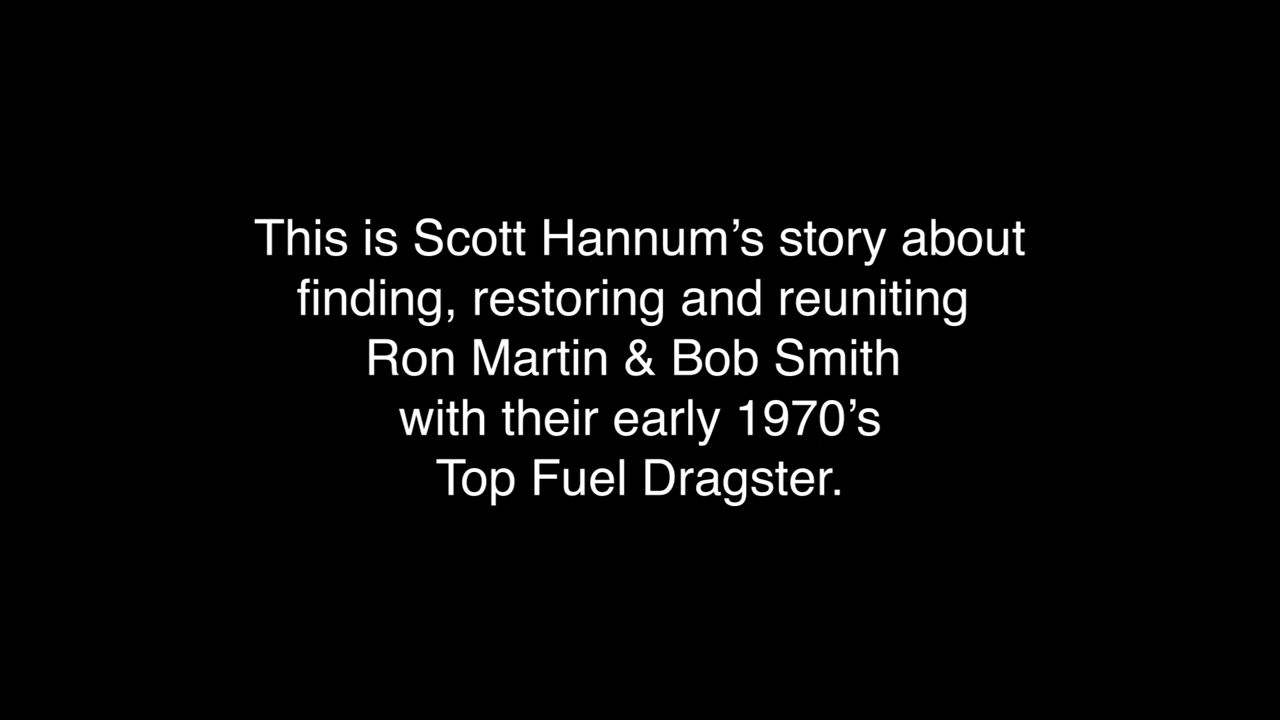 This is Scott Hannum’s story about
finding, restoring and reuniting
Ron Martin & Bob Smith
with their early 1970’s
Top Fuel Dragster.